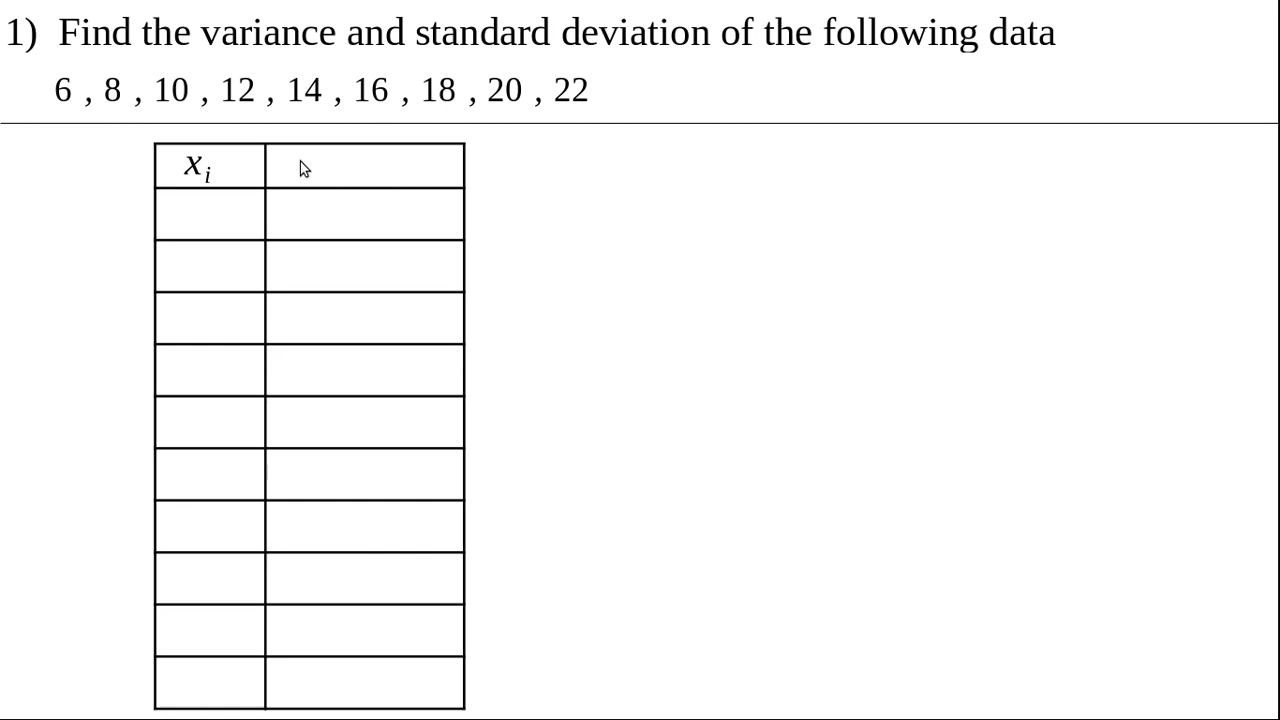 1) Find the variance and standard deviation of the following data
6 , 8 , 10 , 12 , 14 , 16 , 18 , 20 , 22
x_i